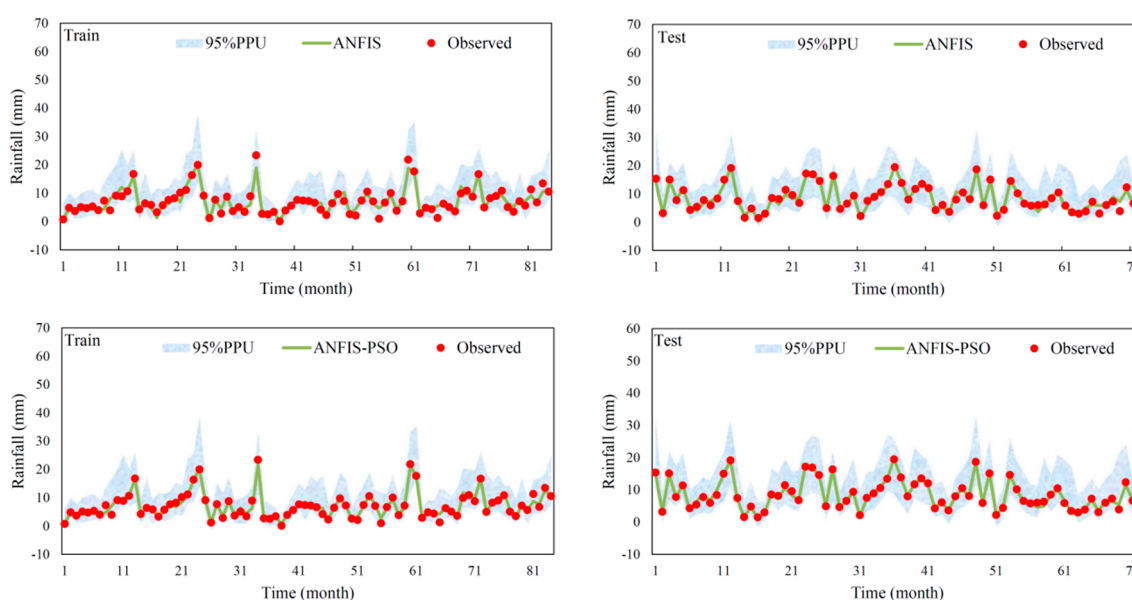 Train
95%PPU ANFIS Observed
70
60
50
40
30
20
10
0
-10
Rainfall (mm)
1 11 21 31 41 51 61 71 81
Time (month)
Test
95%PPU ANFIS Observed
70
60
50
40
30
20
10
0
-10
Rainfall (mm)
1 11 21 31 41 51 61 7
Time (month)
Train
95%PPU ANFIS-PSO Observed
70
60
50
40
30
20
10
0
-10
Rainfall (mm)
1 11 21 31 41 51 61 71 81
Time (month)
Test
95%PPU ANFIS-PSO Observed
60
50
40
30
20
10
0
-10
Rainfall (mm)
1 11 21 31 41 51 61 7
Time (month)